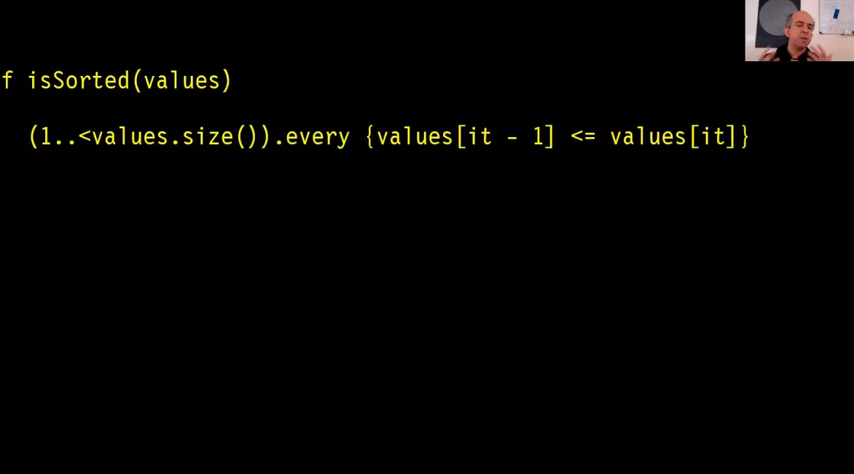 f isSorted(values)
(1..<values.size()).every {values[it - 1] <= values[it]}